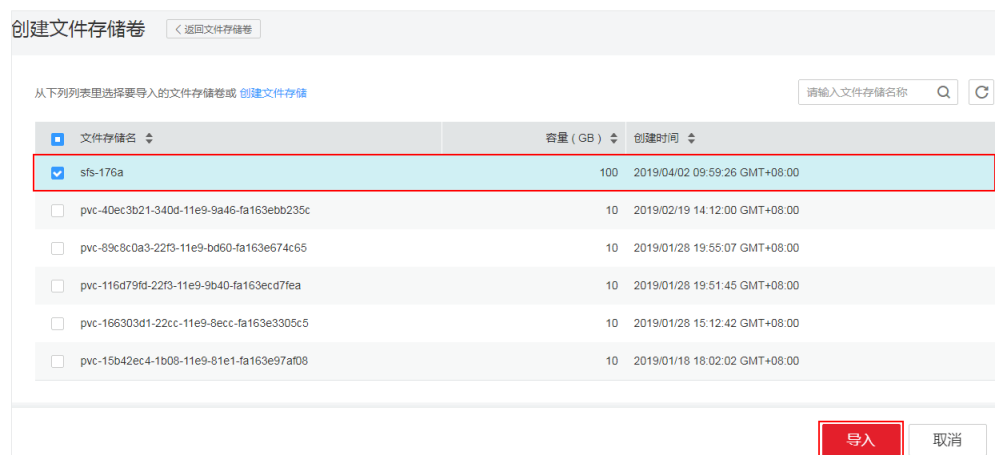 创建文件存储卷 <返回文件存储卷
从下列列表里选择要导入的文件存储卷或 创建文件存储 请输入文件存储名称
文件存储名 容量 ( GB ) 创建时间
sfs-176a 100 2019/04/02 09:59:26 GMT+08:00
pvc-40ec3b21-340d-11e9-9a46-fa163ebb235c 10 2019/02/19 14:12:00 GMT+08:00
pvc-89c8c0a3-22f3-11e9-bd60-fa163e674c65 10 2019/01/28 19:55:07 GMT+08:00
pvc-116d79fd-22f3-11e9-9b40-fa163ecd7fea 10 2019/01/28 19:51:45 GMT+08:00
pvc-166303d1-22cc-11e9-8ecc-fa163e3305c5 10 2019/01/28 15:12:42 GMT+08:00
pvc-15b42ec4-1b08-11e9-81e1-fa163e97af08 10 2019/01/18 18:02:02 GMT+08:00
导入 取消